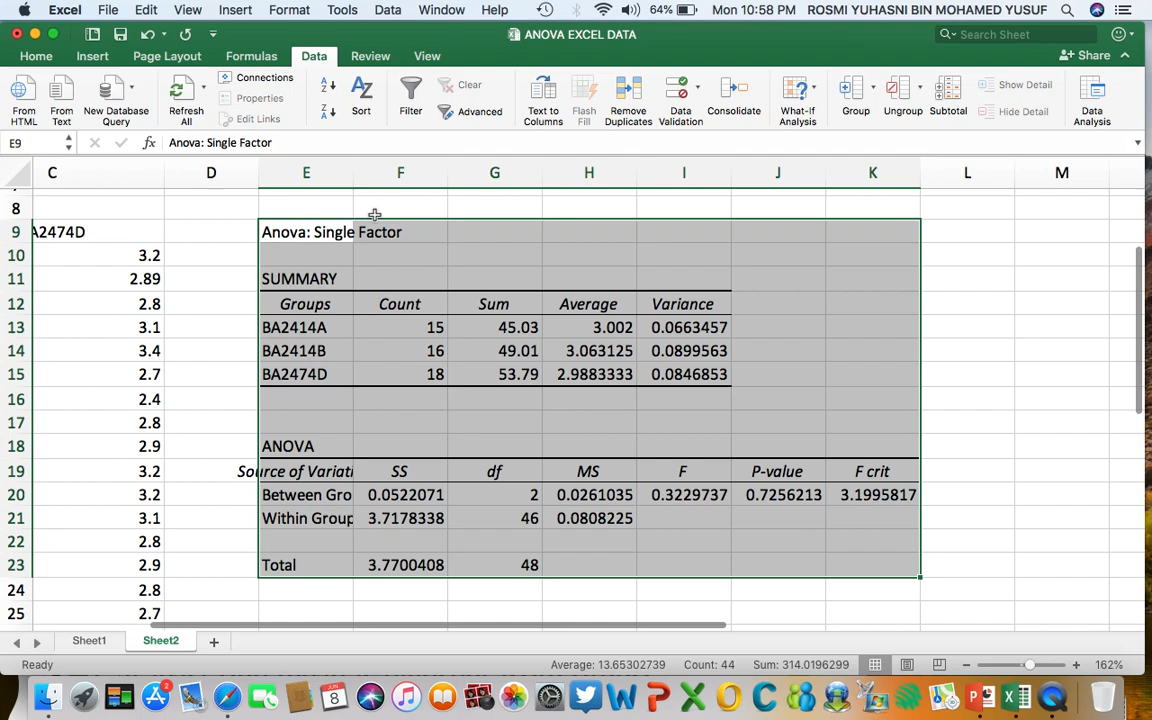 Excel File Edit View Insert Format Tools Data Window Help 64% Mon 10:58 PM ROSMI YUHASNI BIN MOHAMED YUSUF
ANOVA EXCEL DATA Search Sheet
Home Insert Page Layout Formulas Data Review View Share
From HTML From Text New Database Query Refresh All Connections Properties Edit Links Sort Filter Clear Advanced Text to Columns Flash Fill Remove Duplicates Data Validation Consolidate What-If Analysis Group Ungroup Subtotal Show Detail Hide Detail Data Analysis
E9 fx Anova: Single Factor
C D E F G H I J K L M
8
9 A2474D Anova: Single Factor
10 3.2
11 2.89 SUMMARY
12 2.8 Groups Count Sum Average Variance
13 3.1 BA2414A 15 45.03 3.002 0.0663457
14 3.4 BA2414B 16 49.01 3.063125 0.0899563
15 2.7 BA2474D 18 53.79 2.9883333 0.0846853
16 2.4
17 2.8
18 2.9 ANOVA
19 3.2 Source of Variati SS df MS F P-value F crit
20 3.2 Between Gro 0.0522071 2 0.0261035 0.3229737 0.7256213 3.1995817
21 3.1 Within Group 3.7178338 46 0.0808225
22 2.8
23 2.9 Total 3.7700408 48
24 2.8
25 2.7
Sheet1 Sheet2
Ready Average: 13.65302739 Count: 44 Sum: 314.0196299 162%
JUN
8
2